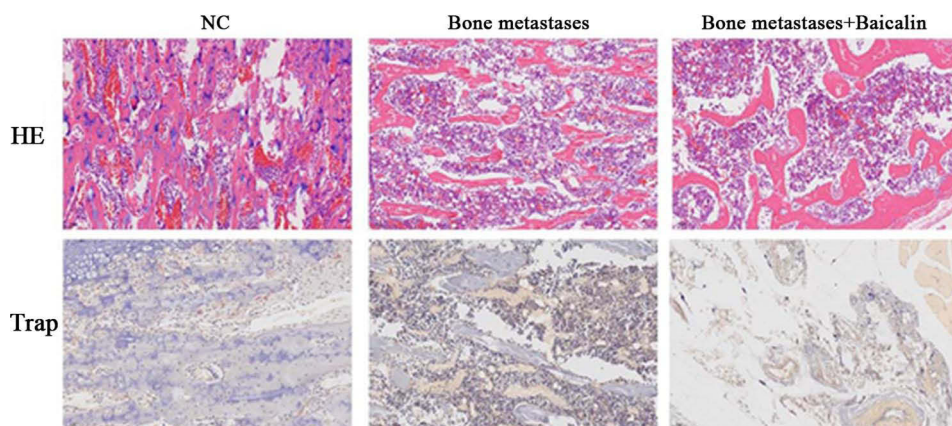 NC
Bone metastases
Bone metastases+Baicalin
HE
Trap